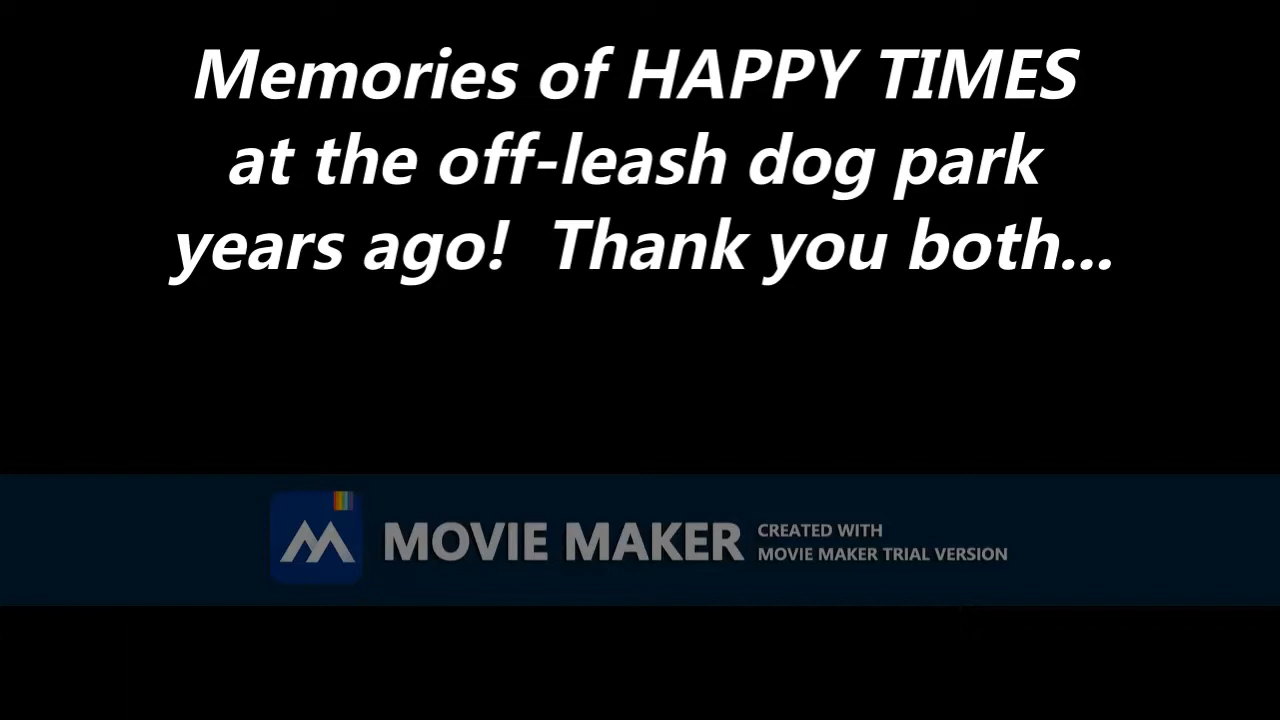 Memories of HAPPY TIMES
at the off-leash dog park
years ago!  Thank you both...
MOVIE MAKER
CREATED WITH
MOVIE MAKER TRIAL VERSION